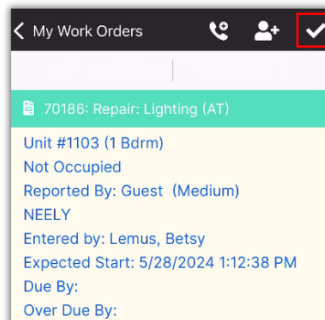 My Work Orders
70186: Repair: Lighting (AT)
Unit #1103 (1 Bdrm)
Not Occupied
Reported By: Guest (Medium)
NEELY
Entered by: Lemus, Betsy
Expected Start: 5/28/2024 1:12:38 PM
Due By:
Over Due By: